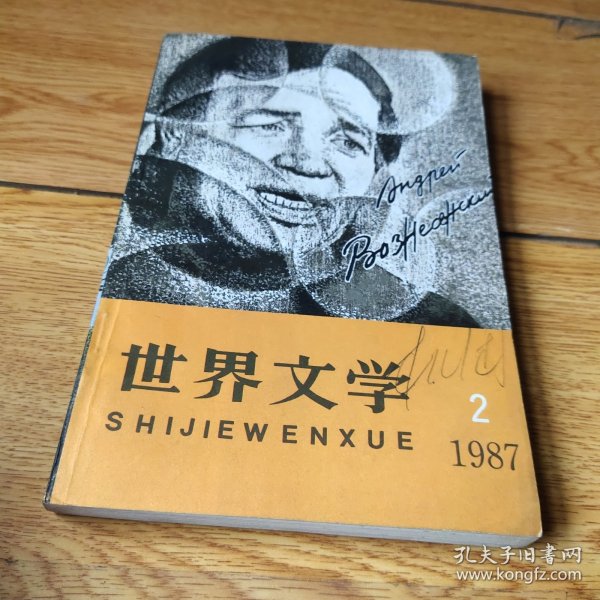 Андрей
Вознесенский
世界文学
SHIJIEWENXUE
2
1987
孔夫子旧书网
www.kongfz.com